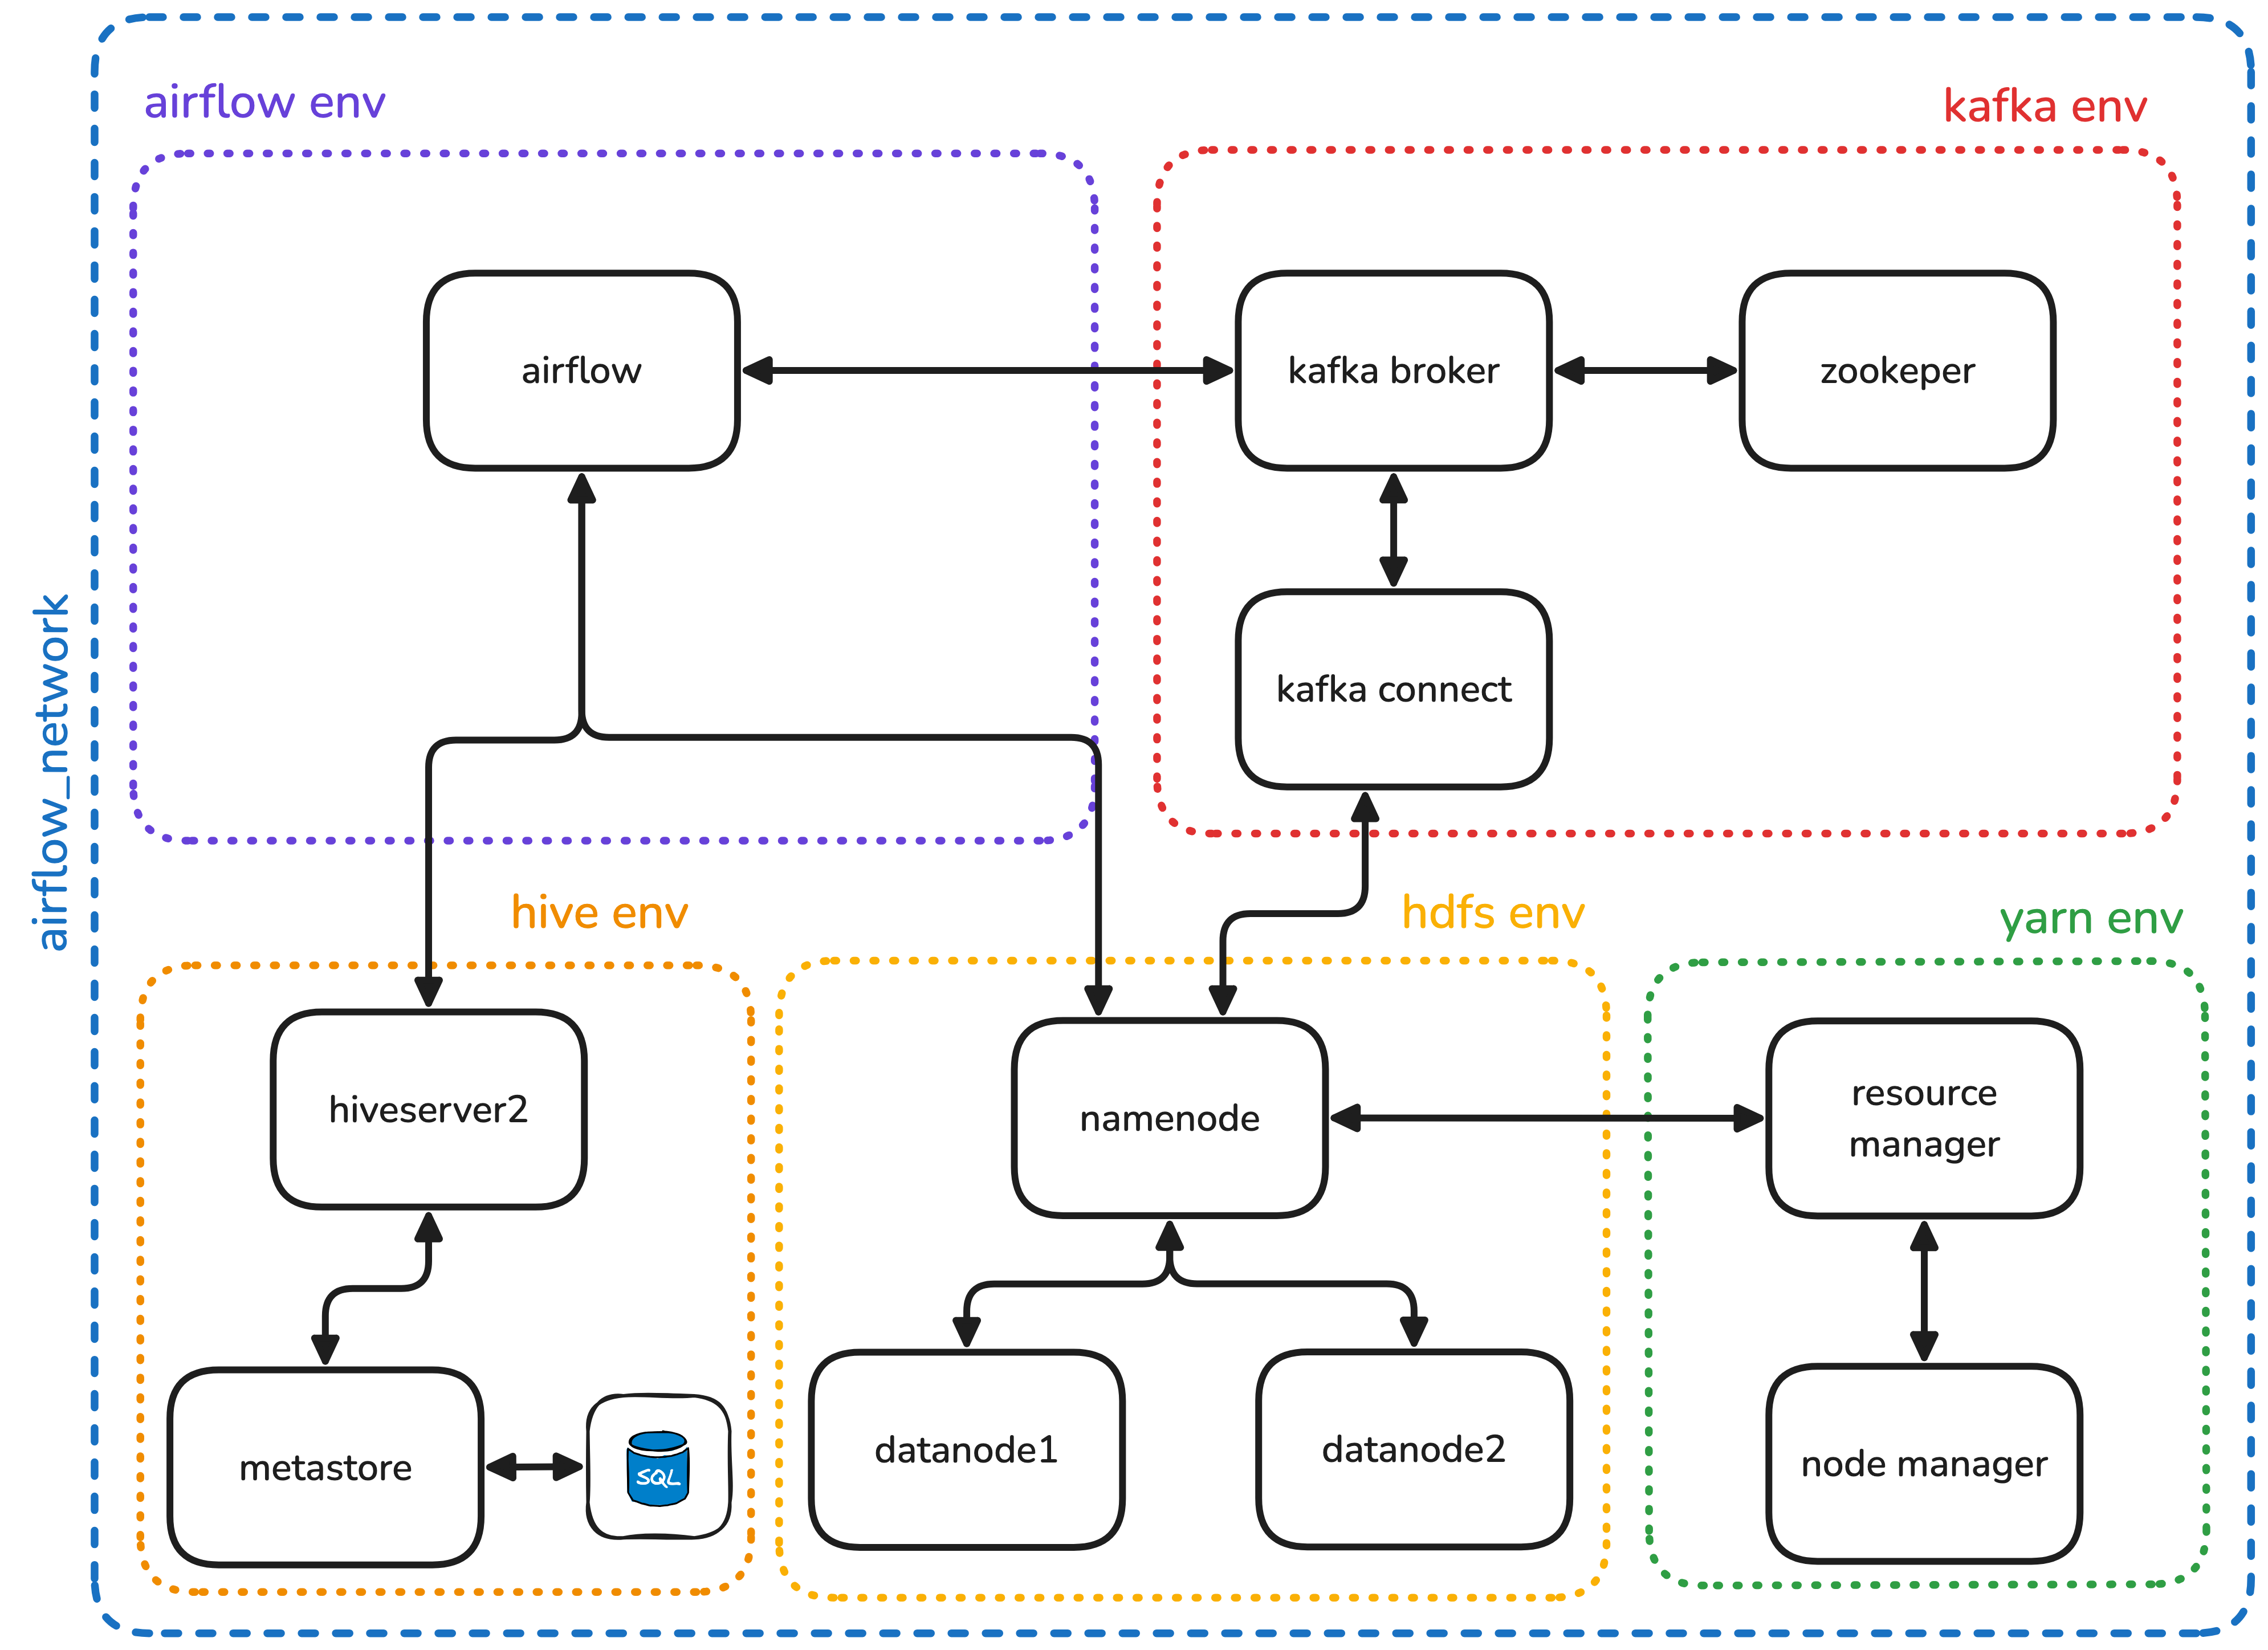 airflow_network
airflow env
kafka env
airflow
kafka broker
zookeper
kafka connect
hive env
hdfs env
yarn env
hiveserver2
namenode
resource
manager
metastore
SQL
datanode1
datanode2
node manager